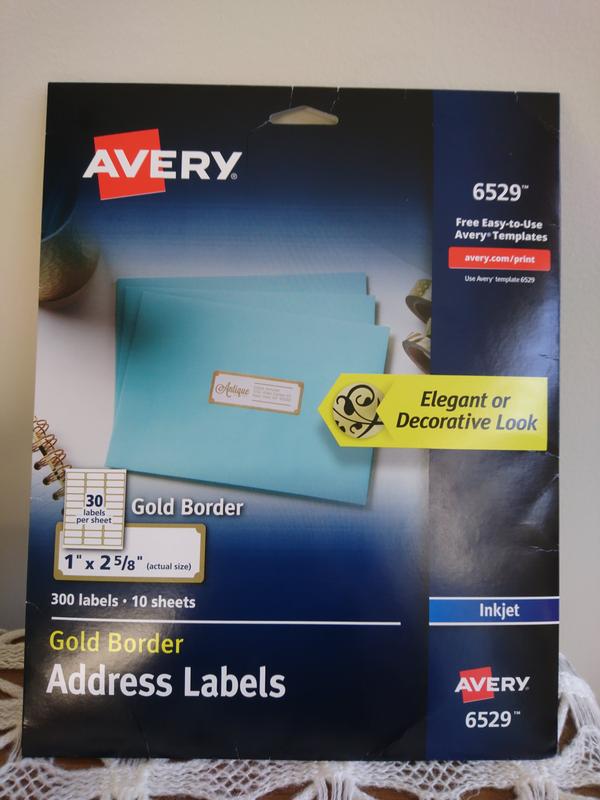 AVERY®
6529™
Free Easy-to-Use
Avery® Templates
avery.com/print
Use Avery® template 6529
Antique
Elegant or
Decorative Look
30
labels
per sheet
Gold Border
1" x 2 5/8" (actual size)
300 labels • 10 sheets
Inkjet
Gold Border
Address Labels
AVERY®
6529™